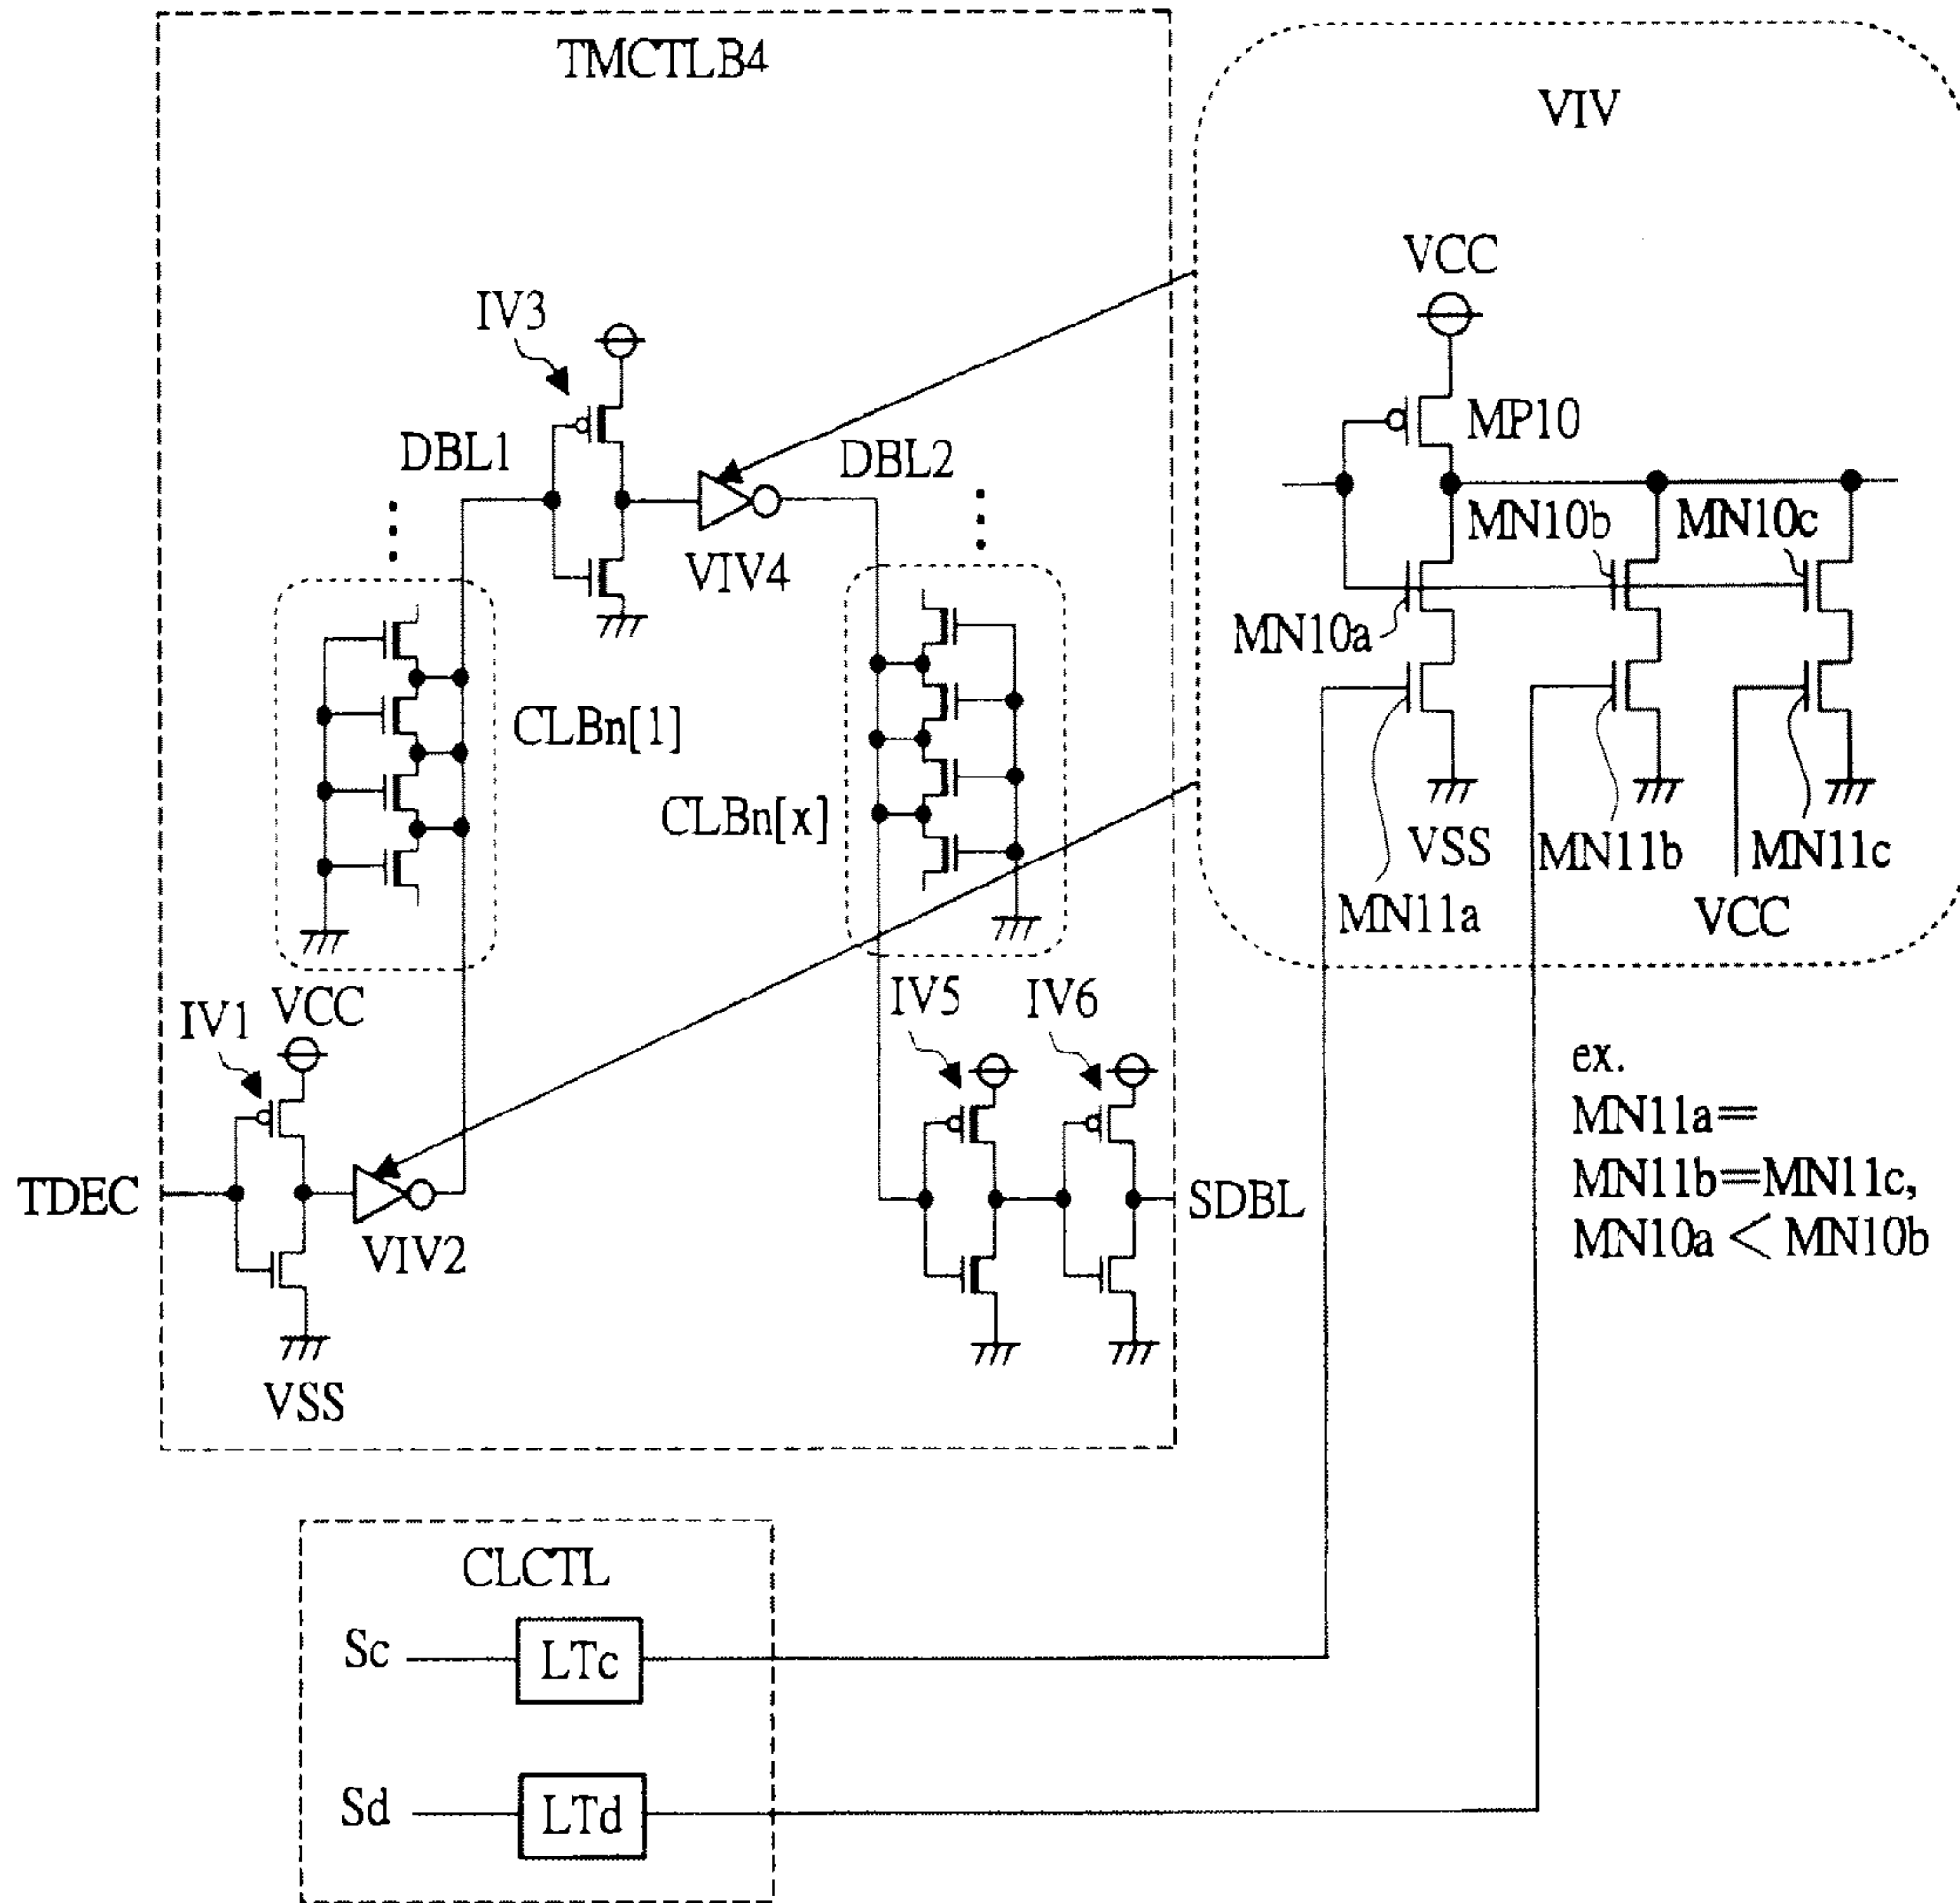 TMCTLB4
VIV
VCC
IV3
MP10
DBL1
DBL2
MN10b
MN10c
VIV4
MN10a
CLBn[1]
CLBn[x]
VSS
MN11b
MN11c
MN11a
VCC
IV1
VCC
IV5
IV6
ex.
MN11a=
MN11b=MN11c,
MN10a < MN10b
TDEC
VIV2
SDBL
VSS
CLCTL
Sc
LTc
Sd
LTd